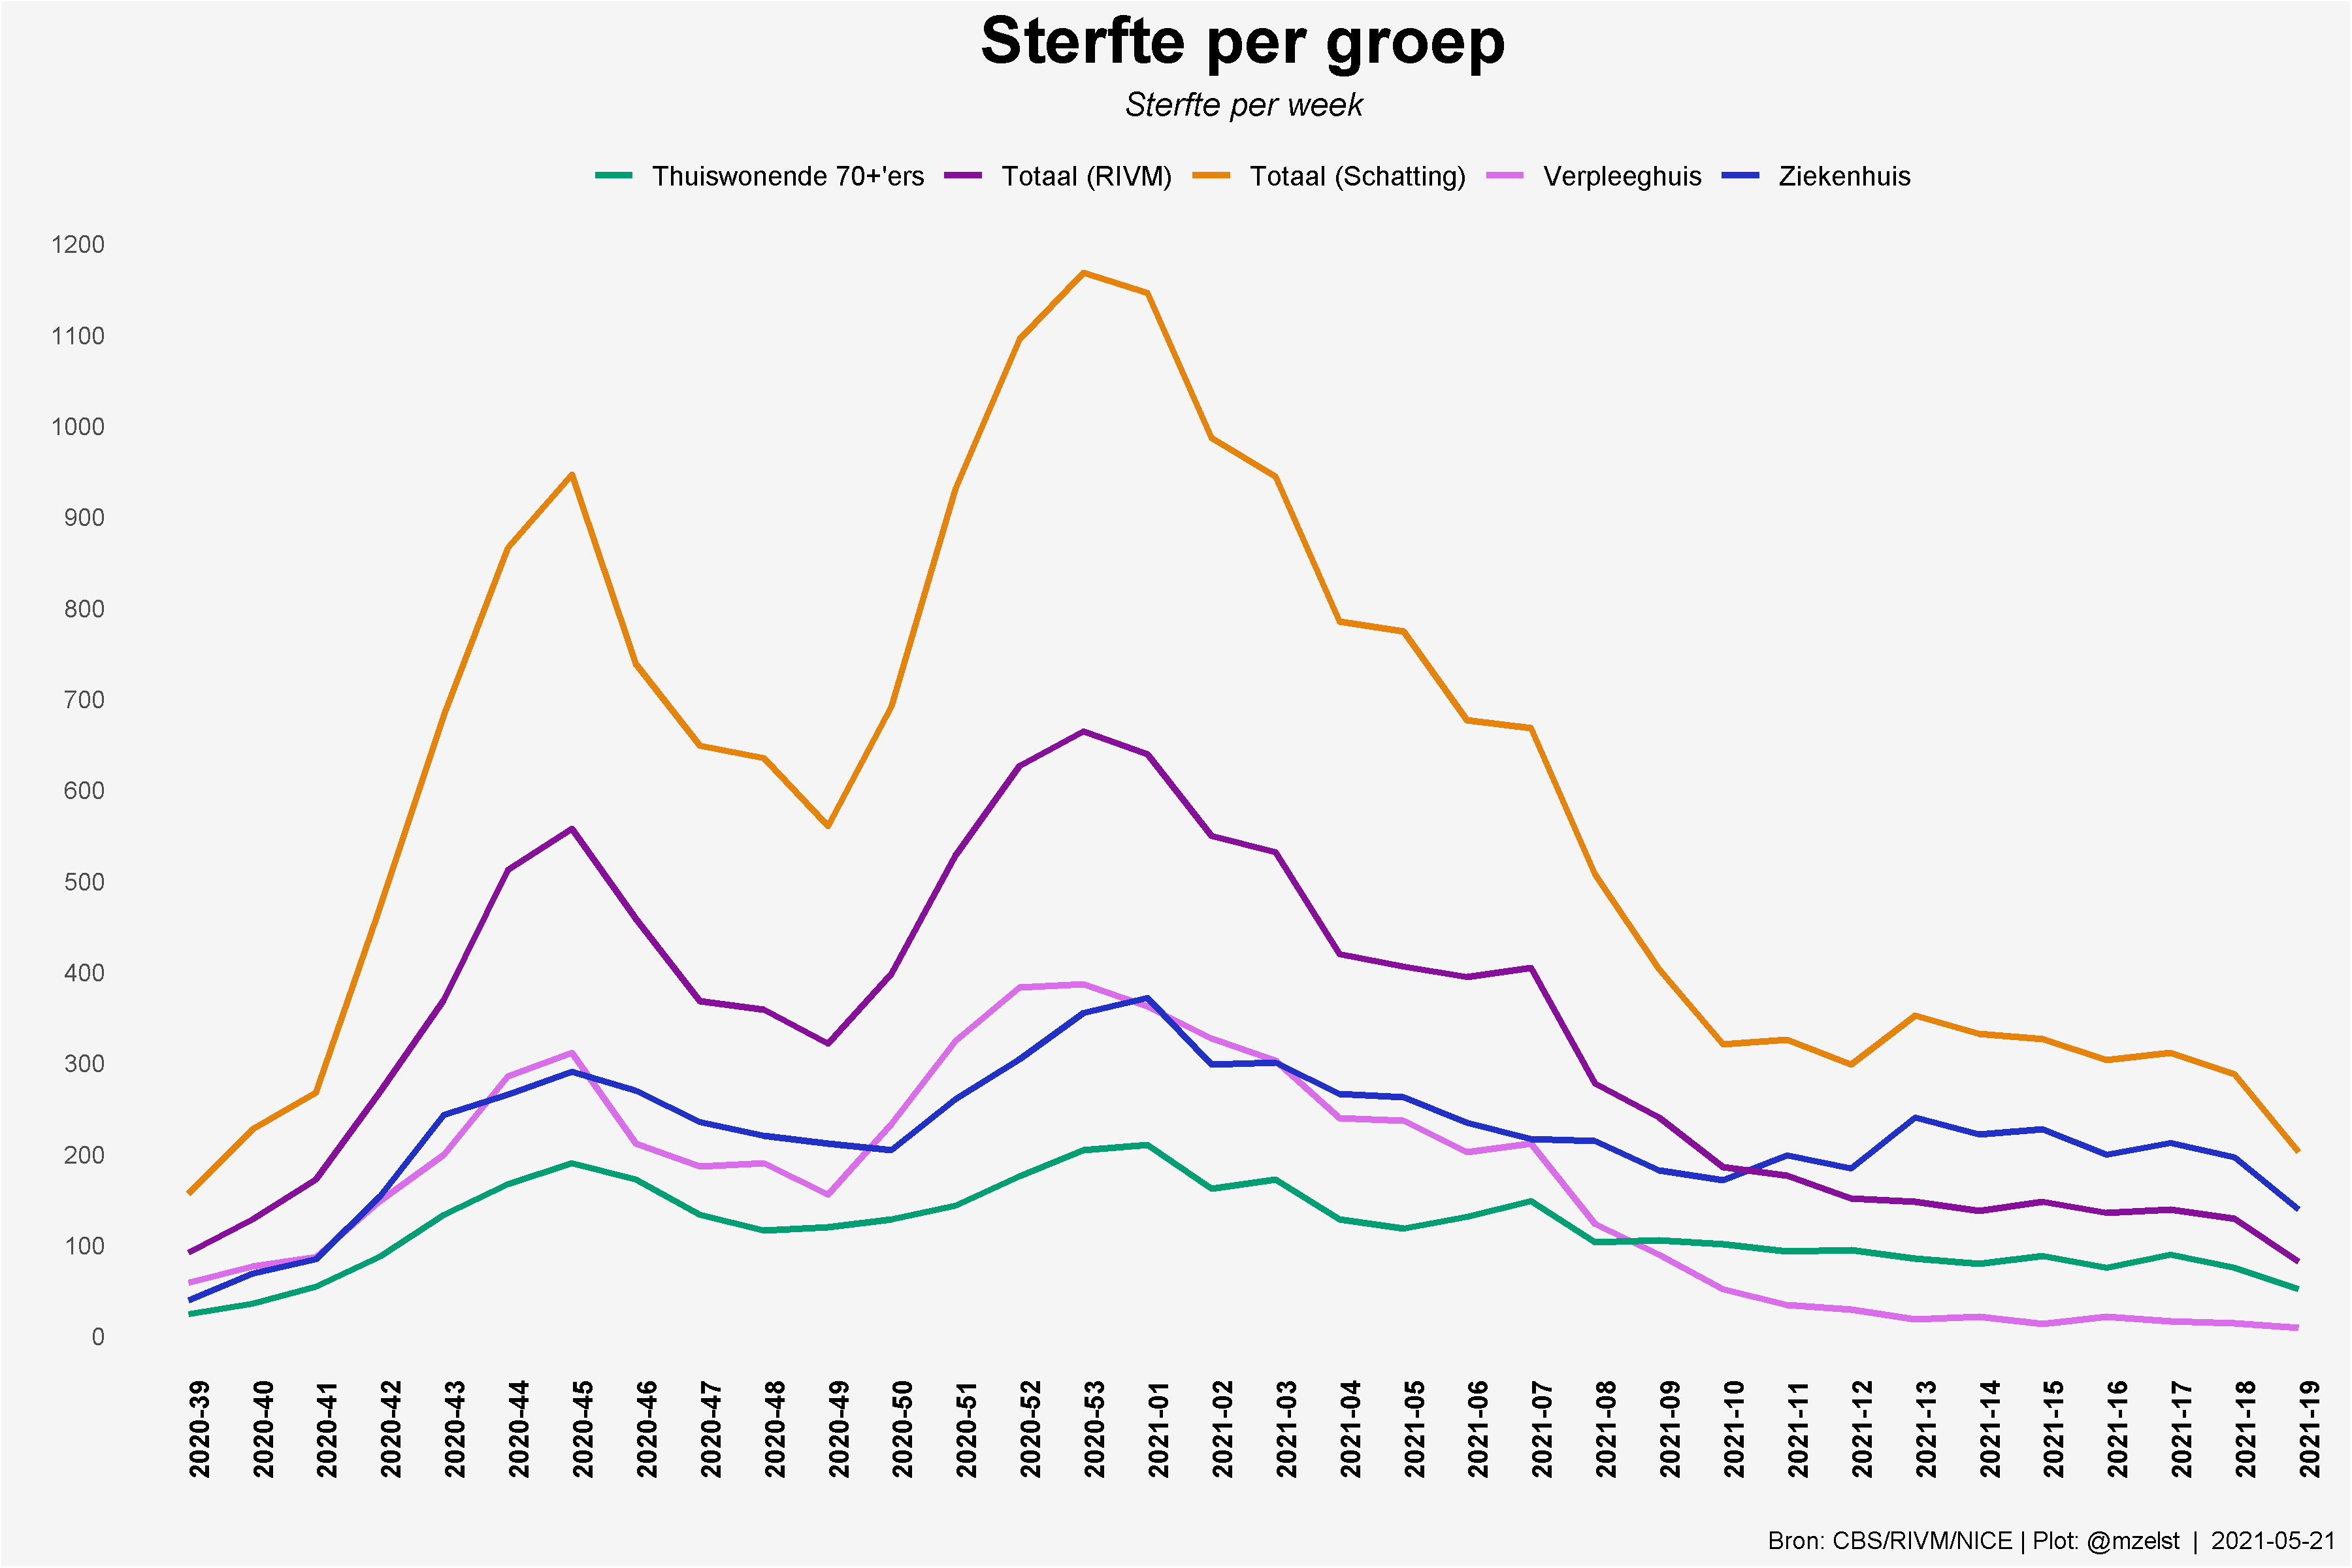 Sterfte per groep
Sterfte per week
Thuiswonende 70+'ers Totaal (RIVM) Totaal (Schatting) Verpleeghuis Ziekenhuis
1200
1100
1000
900
800
700
600
500
400
300
200
100
0
2020-39 2020-40 2020-41 2020-42 2020-43 2020-44 2020-45 2020-46 2020-47 2020-48 2020-49 2020-50 2020-51 2020-52 2020-53 2021-01 2021-02 2021-03 2021-04 2021-05 2021-06 2021-07 2021-08 2021-09 2021-10 2021-11 2021-12 2021-13 2021-14 2021-15 2021-16 2021-17 2021-18 2021-19
Bron: CBS/RIVM/NICE | Plot: @mzelst | 2021-05-21